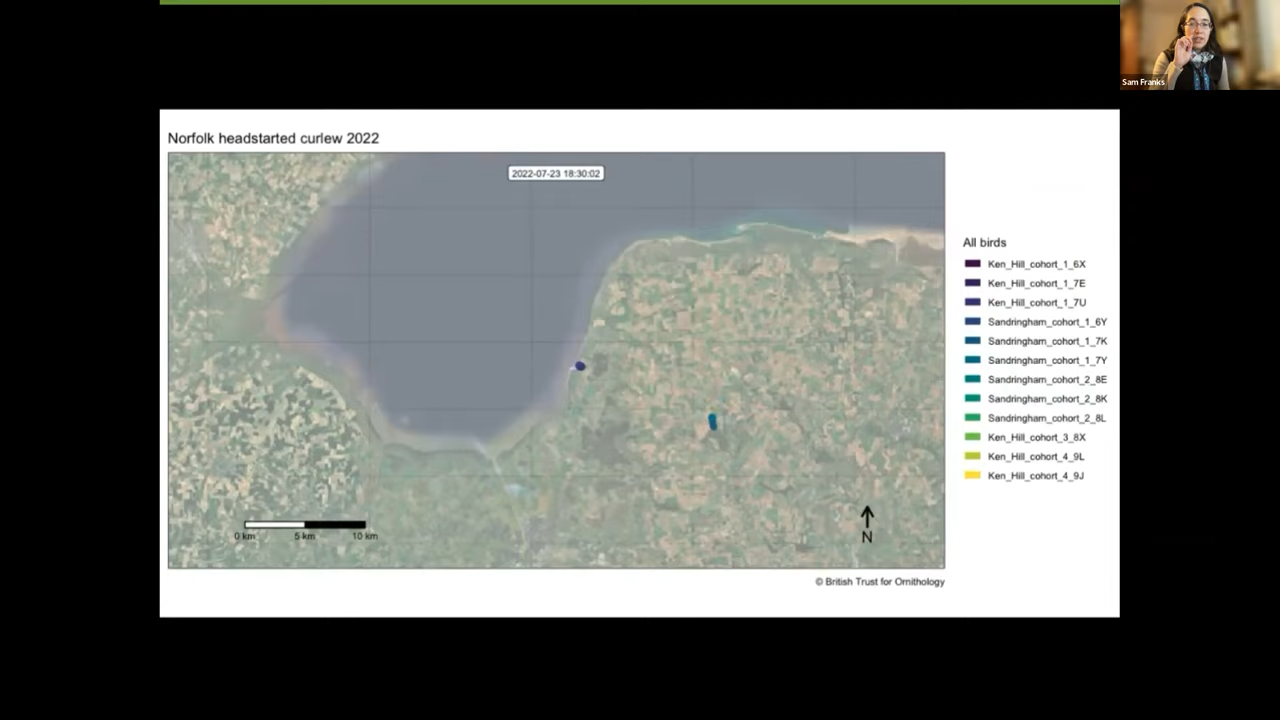 Sam Franks
Norfolk headstarted curlew 2022
2022-07-23 18:30:02
All birds
Ken_Hill_cohort_1_6X
Ken_Hill_cohort_1_7E
Ken_Hill_cohort_1_7U
Sandringham_cohort_1_6Y
Sandringham_cohort_1_7K
Sandringham_cohort_1_7Y
Sandringham_cohort_2_8E
Sandringham_cohort_2_8K
Sandringham_cohort_2_8L
Ken_Hill_cohort_3_8X
Ken_Hill_cohort_4_9L
Ken_Hill_cohort_4_9J
0 km 5 km 10 km
N
© British Trust for Ornithology